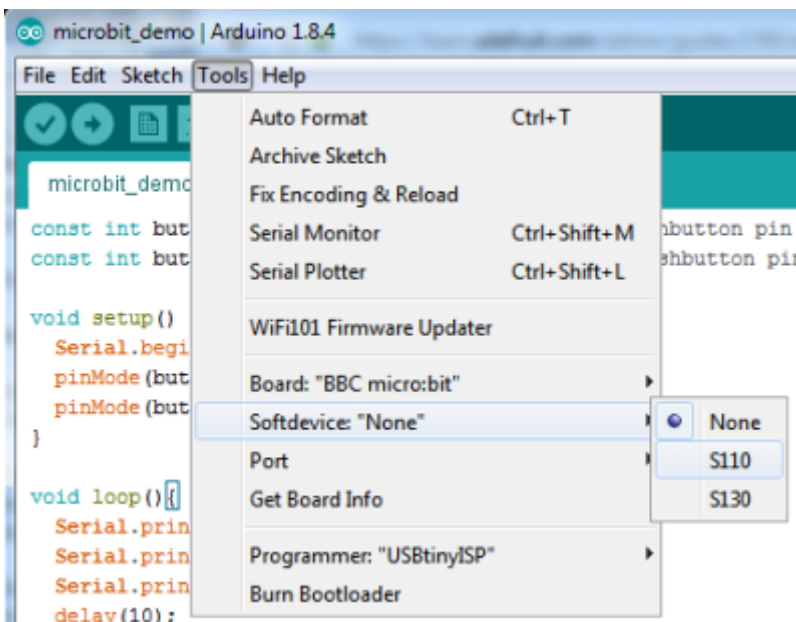 microbit_demo | Arduino 1.8.4
File Edit Sketch Tools Help
Auto Format Ctrl+T
Archive Sketch
microbit_demo
Fix Encoding & Reload
const int but
Serial Monitor Ctrl+Shift+M
button pin
const int but
Serial Plotter Ctrl+Shift+L
shbutton pi
void setup()
WiFi101 Firmware Updater
Serial.begi
pinMode(but
Board: "BBC micro:bit"
pinMode(but
Softdevice: "None"
None
}
Port
S110
void loop(){
Get Board Info
S130
Serial.prin
Serial.prin
Programmer: "USBtinyISP"
Serial.prin
Burn Bootloader
delay(10);